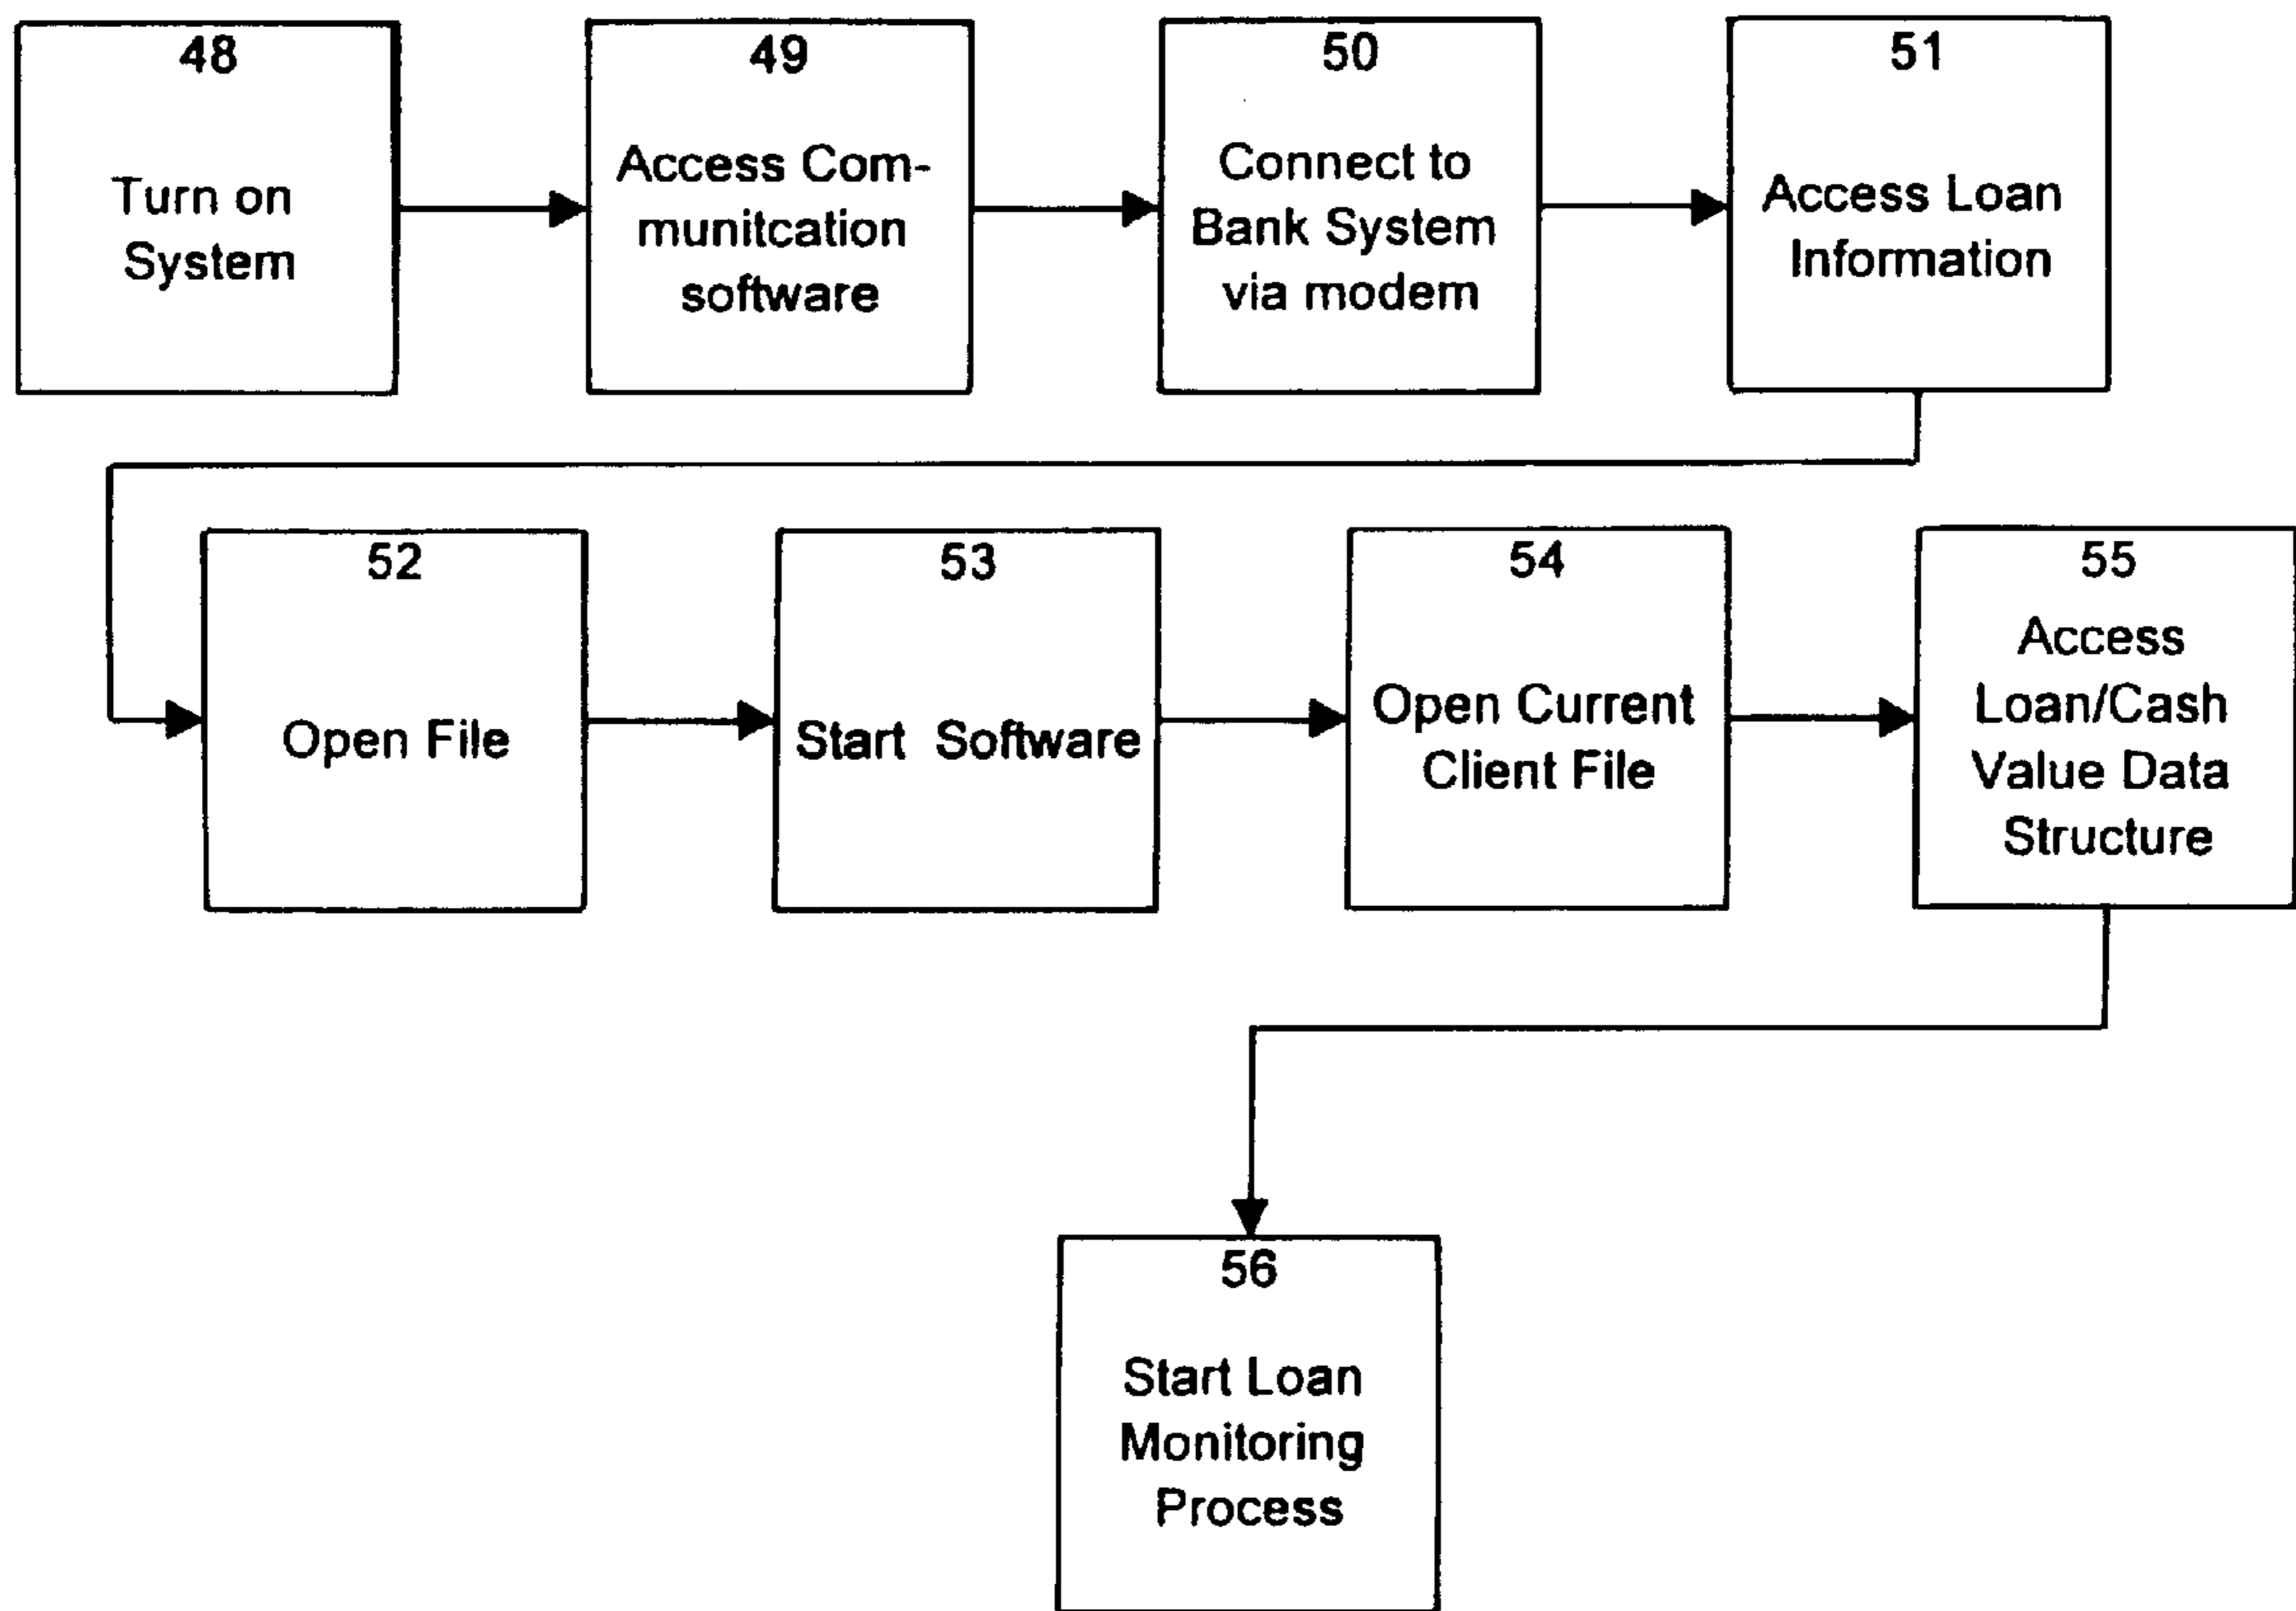 48
Turn on
System
49
Access Com-
munitcation
software
50
Connect to
Bank System
via modem
51
Access Loan
Information
52
Open File
53
Start Software
54
Open Current
Client File
55
Access
Loan/Cash
Value Data
Structure
56
Start Loan
Monitoring
Process